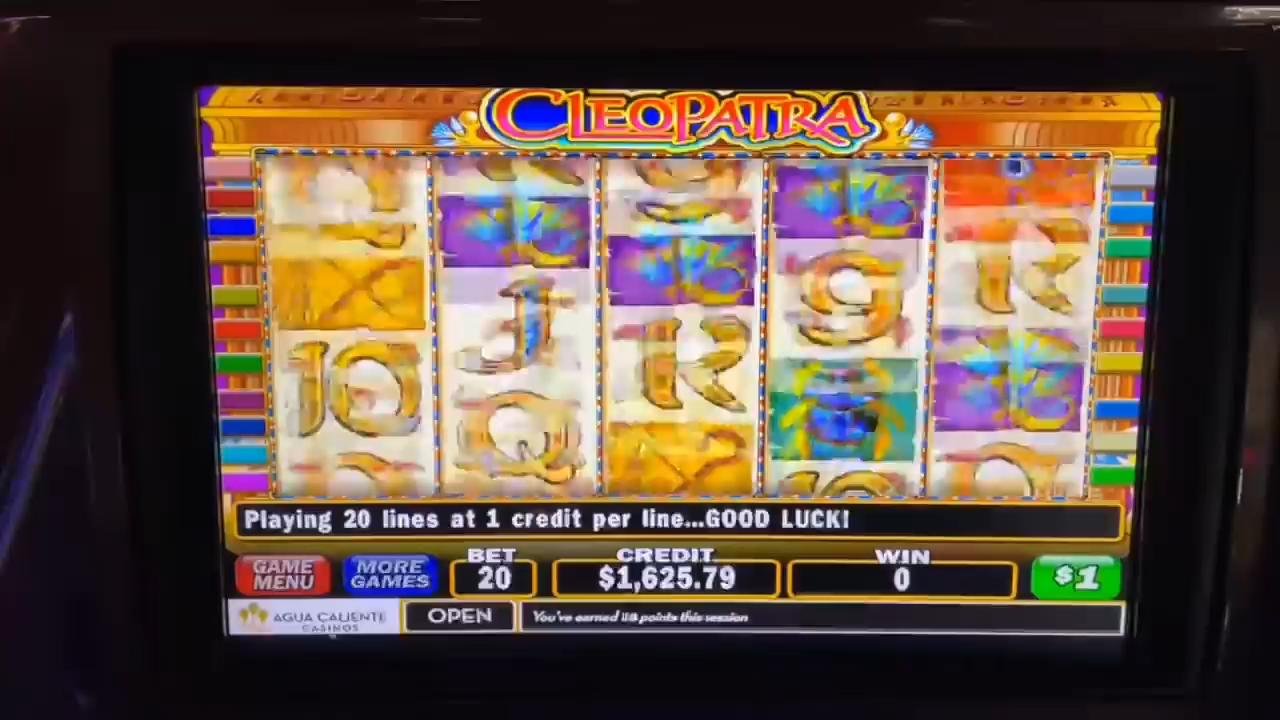 CLEOPATRA
K
J
K
10
Q
Playing 20 lines at 1 credit per line...GOOD LUCK!
GAME MENU
MORE GAMES
BET
20
CREDIT
$1,625.79
WIN
0
$1
AGUA CALIENTE
CASINOS
OPEN
You've earned points this session